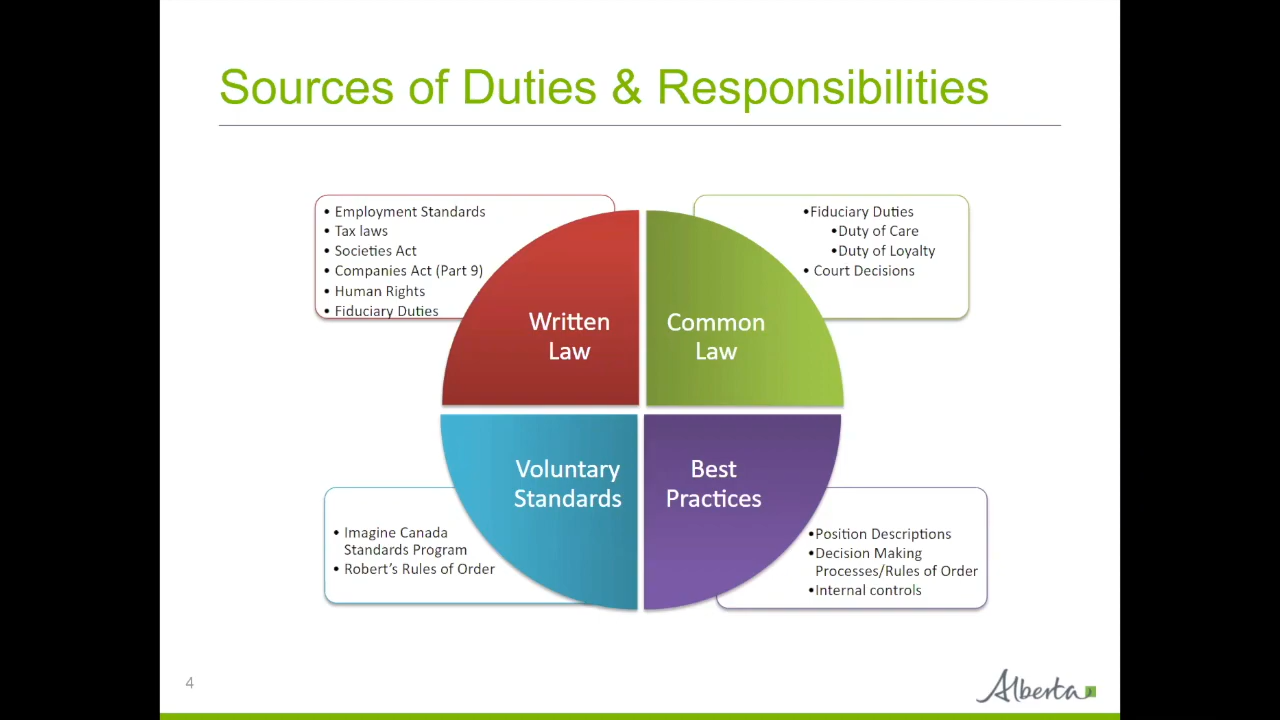 Sources of Duties & Responsibilities
• Employment Standards
• Tax laws
• Societies Act
• Companies Act (Part 9)
• Human Rights
• Fiduciary Duties
•Fiduciary Duties
•Duty of Care
•Duty of Loyalty
• Court Decisions
Written
Law
Common
Law
Voluntary
Standards
Best
Practices
• Imagine Canada
Standards Program
• Robert's Rules of Order
•Position Descriptions
•Decision Making
Processes/Rules of Order
•Internal controls
4
Alberta